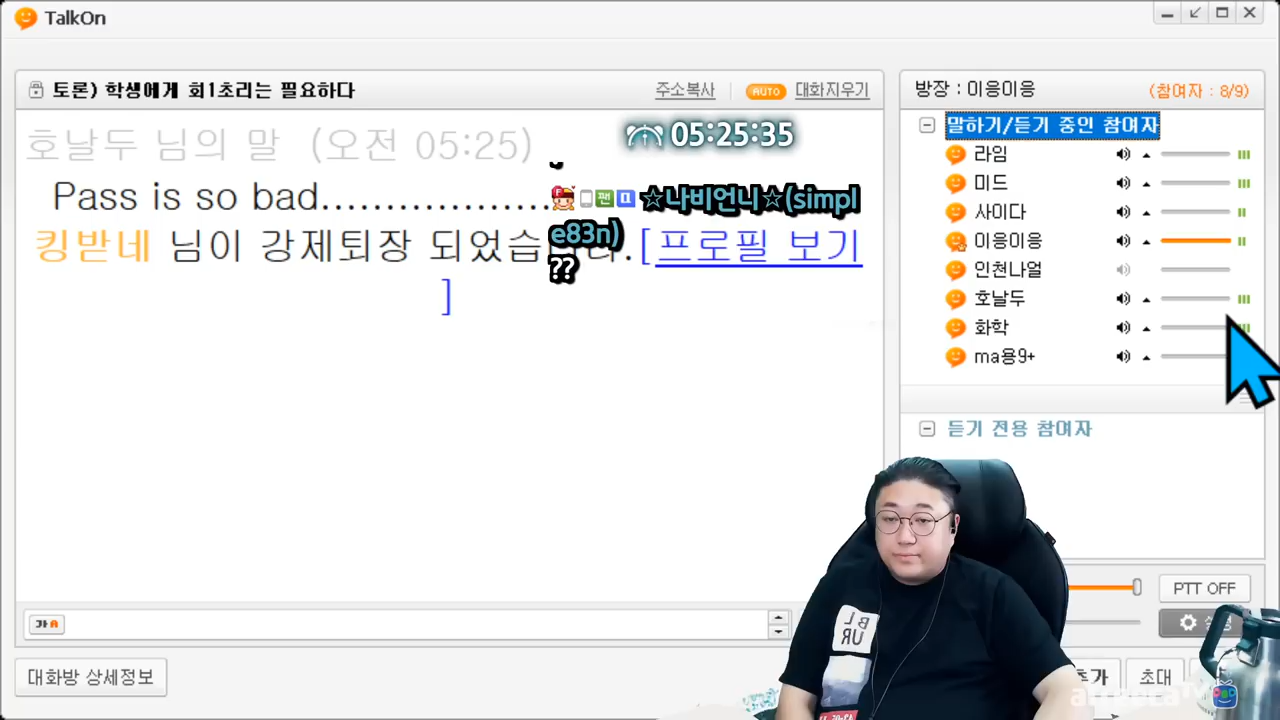 TalkOn
토론) 학생에게 회1초리는 필요하다
주소복사
AUTO
대화지우기
호날두 님의 말 (오전 05:25)
05:25:35
Pass is so bad..................
팬
☆나비언니☆(simpl
e83n)
??
킹받네 님이 강제퇴장 되었습니다.[프로필 보기
]
방장 : 이응이응
(참여자 : 8/9)
말하기/듣기 중인 참여자
라임
미드
사이다
이응이응
인천나얼
호날두
화학
ma용9+
듣기 전용 참여자
PTT OFF
가
대화방 상세정보
추가
초대
BL
UR